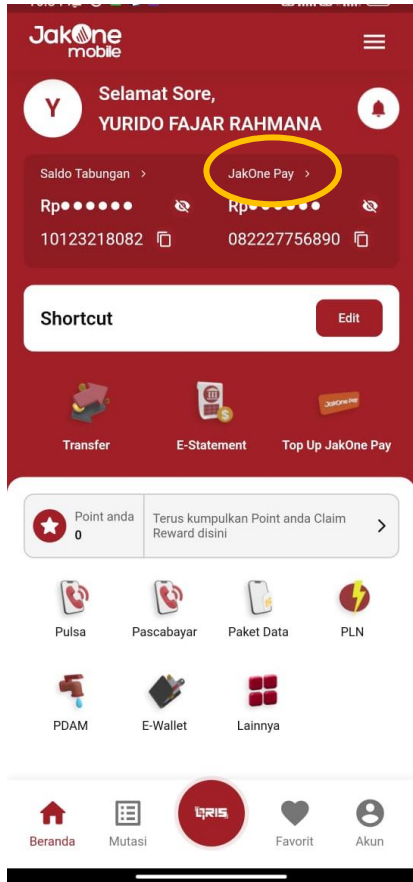 JakOne
mobile
Y
Selamat Sore,
YURIDO FAJAR RAHMANA
Saldo Tabungan >
JakOne Pay >
Rp●●●●●●
Rp●●●●●●
10123218082
082227756890
Shortcut
Edit
JakOne Pay
Transfer
E-Statement
Top Up JakOne Pay
Point anda
0
Terus kumpulkan Point anda Claim
Reward disini
Pulsa
Pascabayar
Paket Data
PLN
PDAM
E-Wallet
Lainnya
QRIS
Beranda
Mutasi
Favorit
Akun